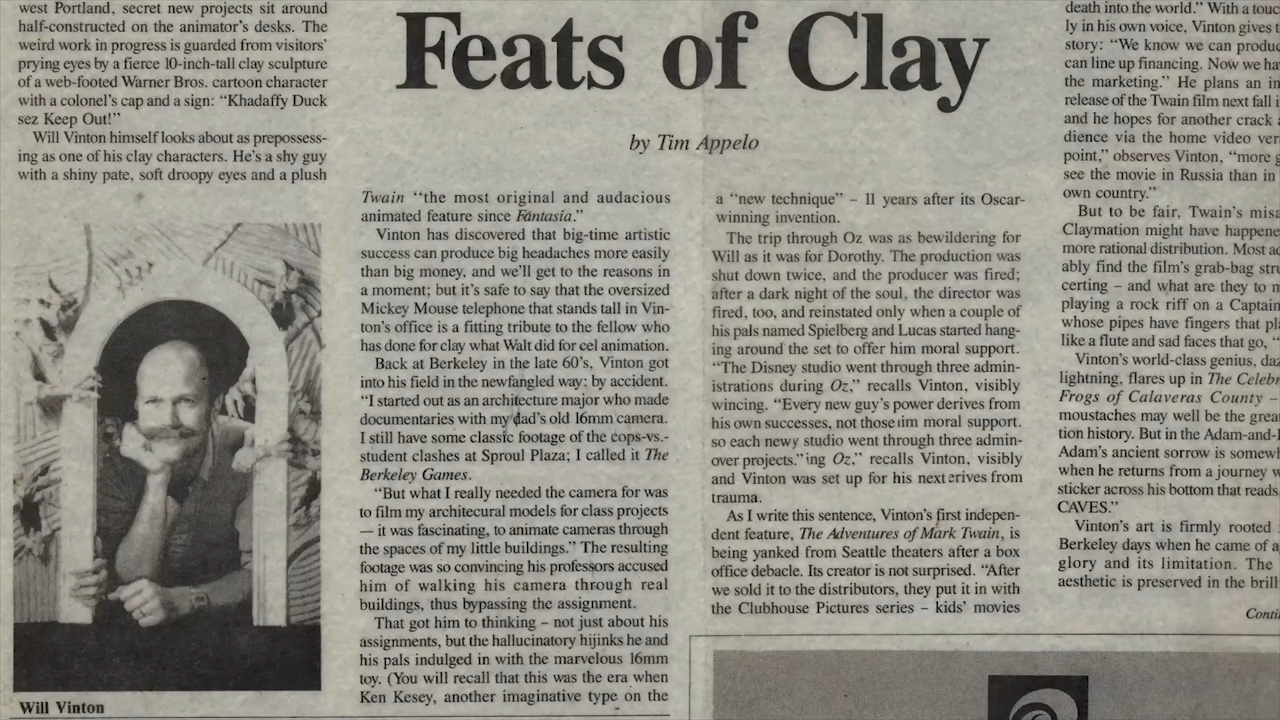 west Portland, secret new projects sit around
half-constructed on the animator's desks. The
weird work in progress is guarded from visitors'
prying eyes by a fierce 10-inch-tall clay sculpture
of a web-footed Warner Bros. cartoon character
with a colonel's cap and a sign: "Khadaffy Duck
sez Keep Out!"
Will Vinton himself looks about as prepossess-
ing as one of his clay characters. He's a shy guy
with a shiny pate, soft droopy eyes and a plush
Will Vinton
Feats of Clay
by Tim Appelo
Twain "the most original and audacious
animated feature since Fantasia."
Vinton has discovered that big-time artistic
success can produce big headaches more easily
than big money, and we'll get to the reasons in
a moment; but it's safe to say that the oversized
Mickey Mouse telephone that stands tall in Vin-
ton's office is a fitting tribute to the fellow who
has done for clay what Walt did for cel animation.
Back at Berkeley in the late 60's, Vinton got
into his field in the newfangled way: by accident.
"I started out as an architecture major who made
documentaries with my dad's old 16mm camera.
I still have some classic footage of the cops-vs.-
student clashes at Sproul Plaza; I called it The
Berkeley Games.
"But what I really needed the camera for was
to film my architecural models for class projects
— it was fascinating, to animate cameras through
the spaces of my little buildings." The resulting
footage was so convincing his professors accused
him of walking his camera through real
buildings, thus bypassing the assignment.
That got him to thinking – not just about his
assignments, but the hallucinatory hijinks he and
his pals indulged in with the marvelous 16mm
toy. (You will recall that this was the era when
Ken Kesey, another imaginative type on the
a "new technique" – 11 years after its Oscar-
winning invention.
The trip through Oz was as bewildering for
Will as it was for Dorothy. The production was
shut down twice, and the producer was fired;
after a dark night of the soul, the director was
fired, too, and reinstated only when a couple of
his pals named Spielberg and Lucas started hang-
ing around the set to offer him moral support.
"The Disney studio went through three admin-
istrations during Oz," recalls Vinton, visibly
wincing. "Every new guy's power derives from
his own successes, not those im moral support.
so each newy studio went through three admin-
over projects." ing Oz," recalls Vinton, visibly
and Vinton was set up for his next erives from
trauma.
As I write this sentence, Vinton's first indepen-
dent feature, The Adventures of Mark Twain, is
being yanked from Seattle theaters after a box
office debacle. Its creator is not surprised. "After
we sold it to the distributors, they put it in with
the Clubhouse Pictures series – kids' movies
death into the world." With a touc
ly in his own voice, Vinton gives t
story: "We know we can produc
can line up financing. Now we ha
the marketing." He plans an in
release of the Twain film next fall i
and he hopes for another crack a
dience via the home video ver
point," observes Vinton, "more
see the movie in Russia than in
own country."
But to be fair, Twain's misa
Claymation might have happene
more rational distribution. Most a
ably find the film's grab-bag stru
certing – and what are they to m
playing a rock riff on a Captain
whose pipes have fingers that pl
like a flute and sad faces that go, "
Vinton's world-class genius, daz
lightning, flares up in The Celebr
Frogs of Calaveras County –
moustaches may well be the grea
tion history. But in the Adam-and-
Adam's ancient sorrow is somewh
when he returns from a journey w
sticker across his bottom that reads
CAVES."
Vinton's art is firmly rooted
Berkeley days when he came of a
glory and its limitation. The
aesthetic is preserved in the brill
Conti